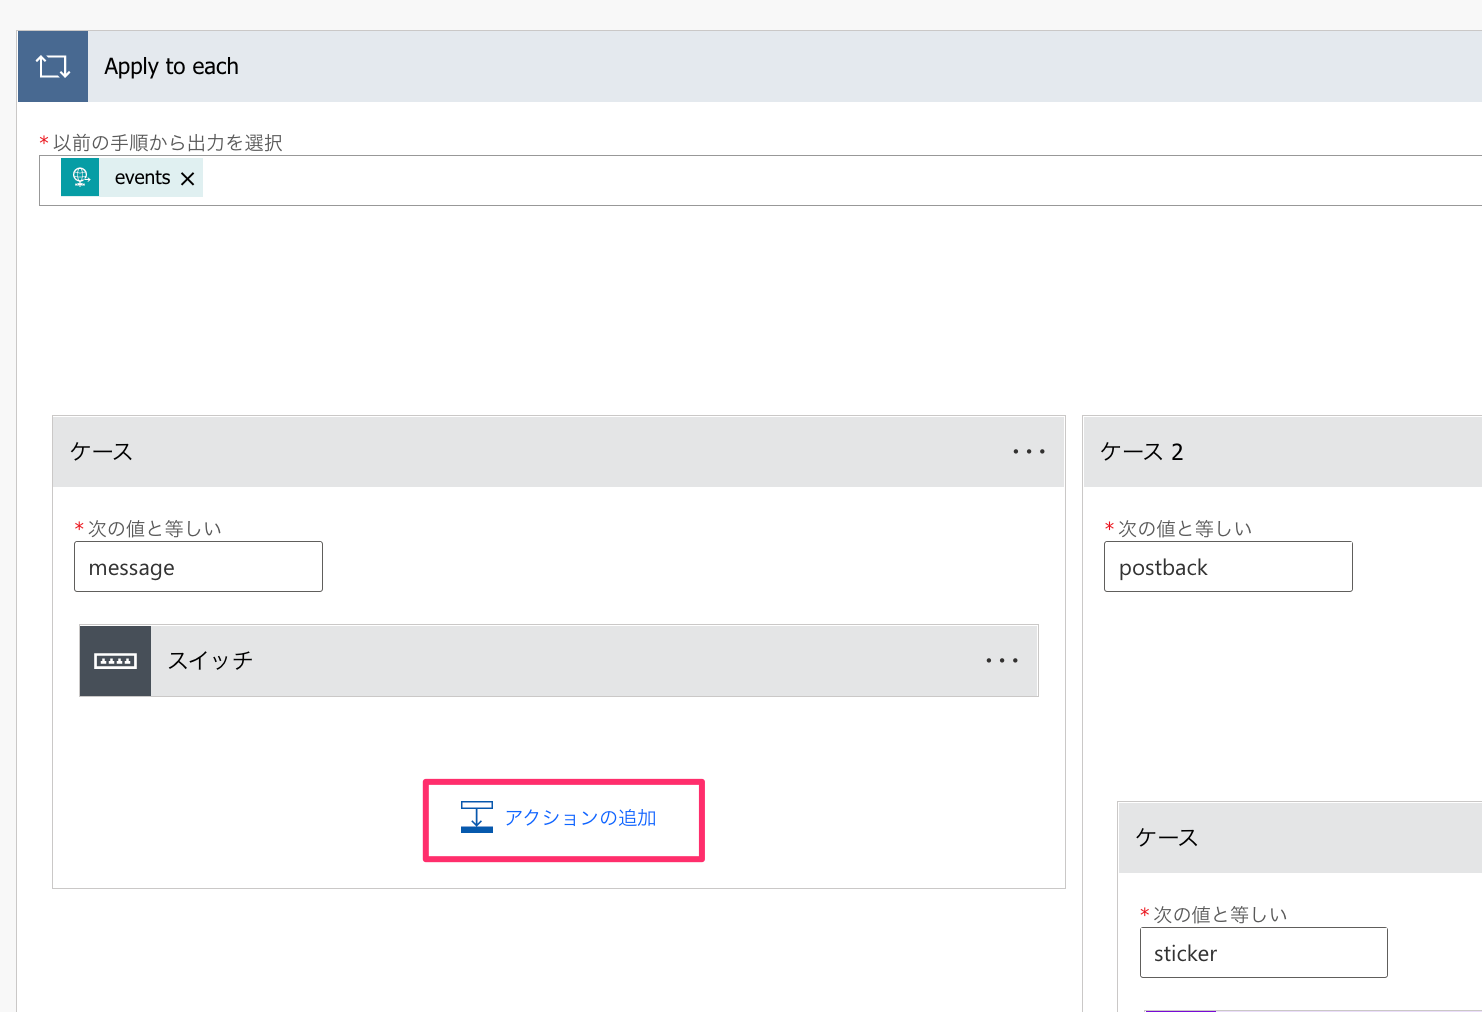 Apply to each
*以前の手順から出力を選択
events
ケース
*次の値と等しい
message
スイッチ
アクションの追加
ケース 2
*次の値と等しい
postback
ケース
*次の値と等しい
sticker